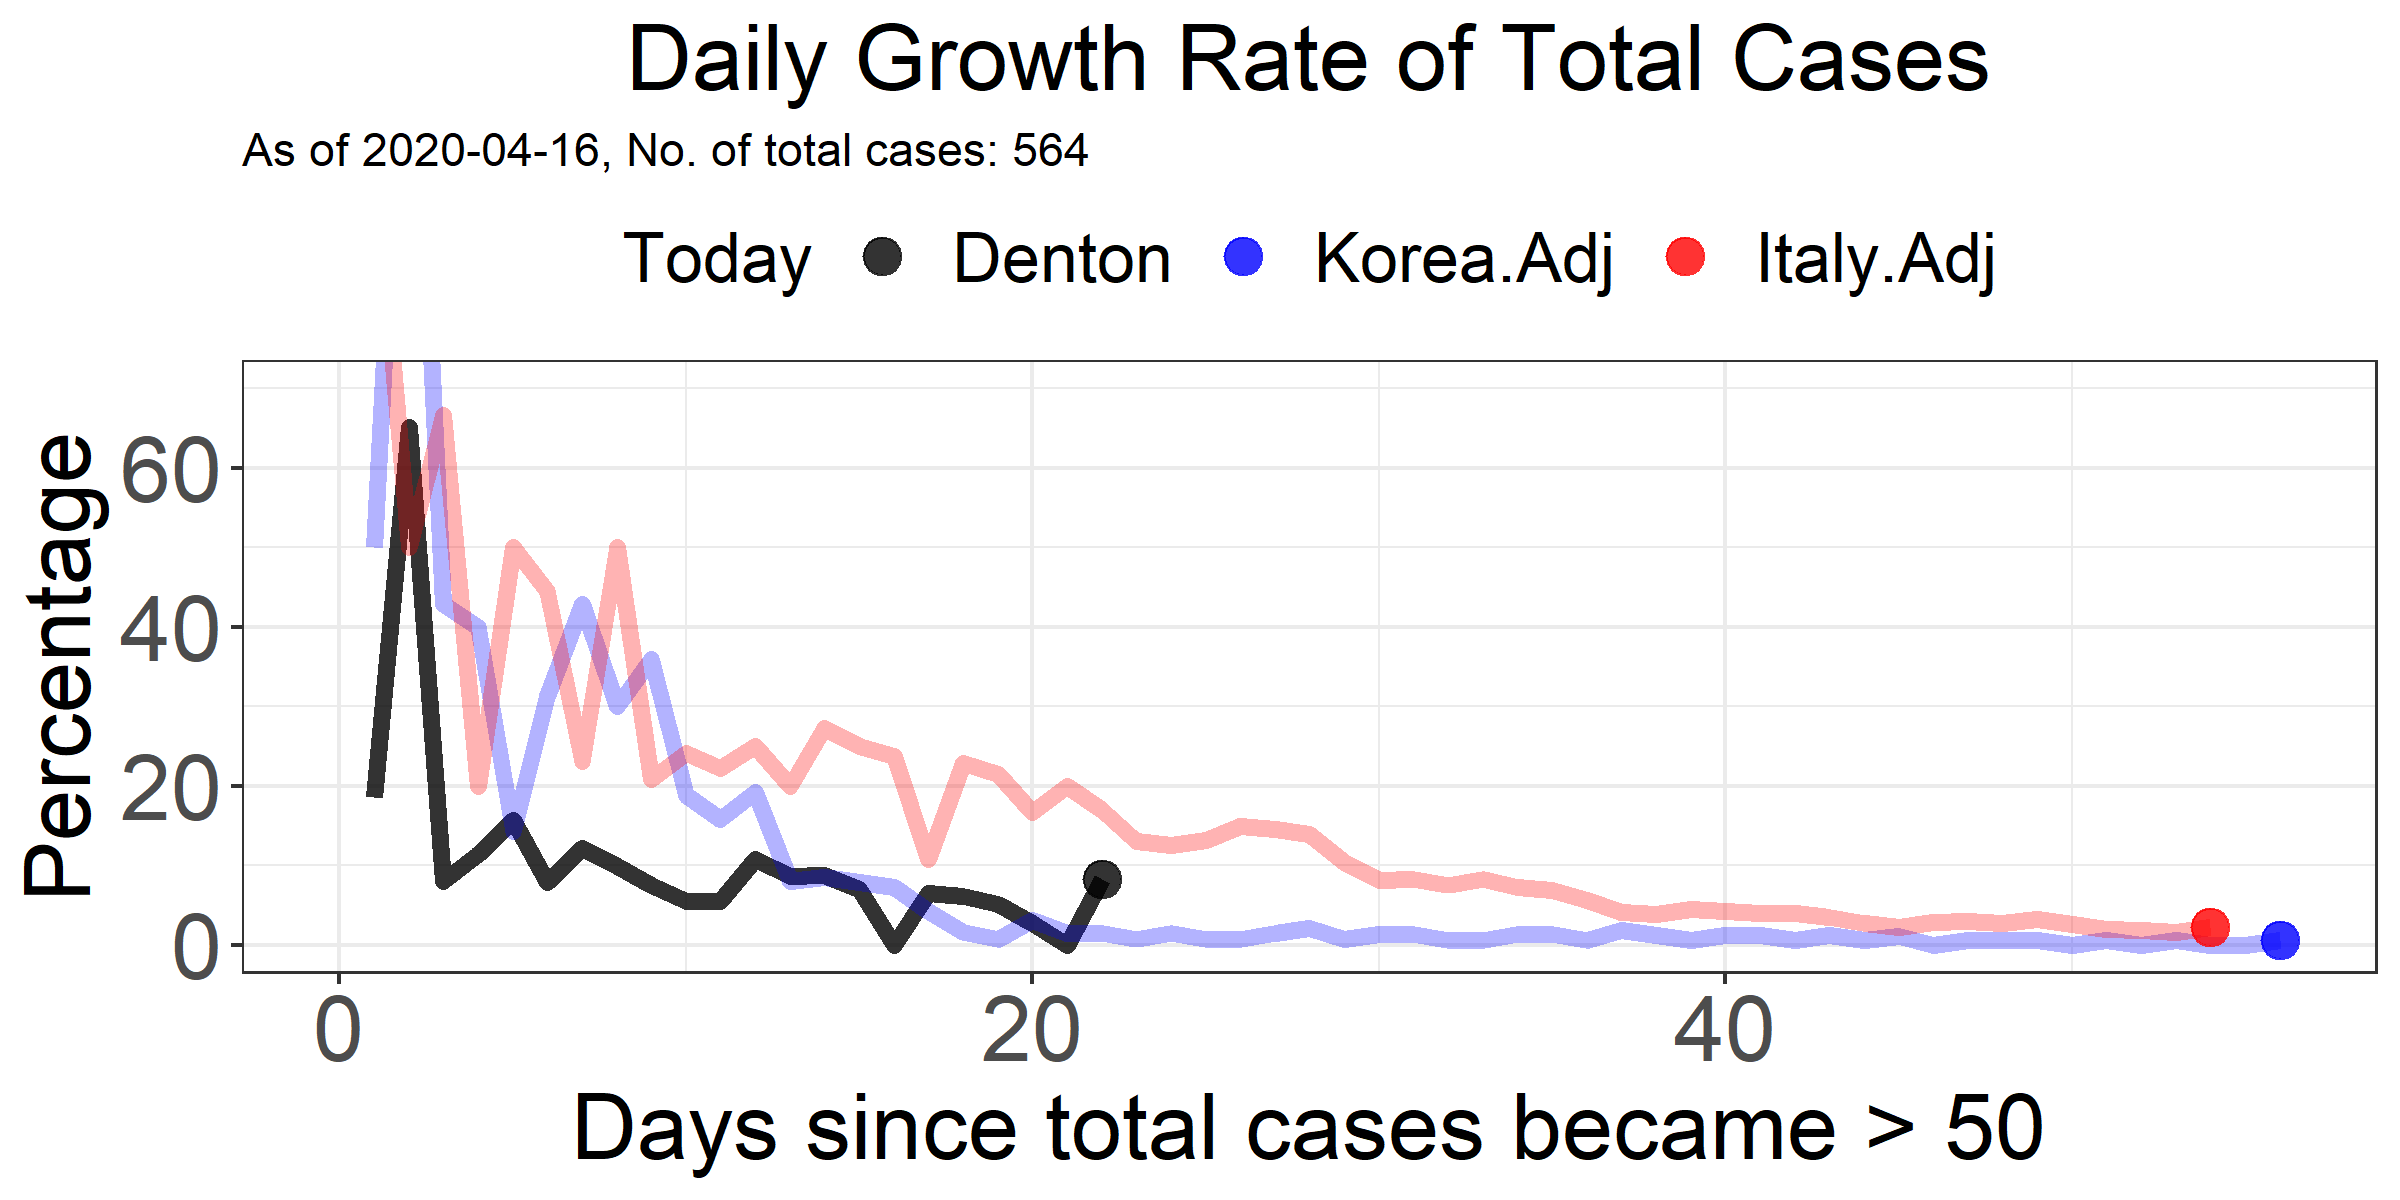 Daily Growth Rate of Total Cases
As of 2020-04-16, No. of total cases: 564
Today Denton Korea.Adj Italy.Adj
Percentage
60
40
20
0
0 20 40
Days since total cases became > 50